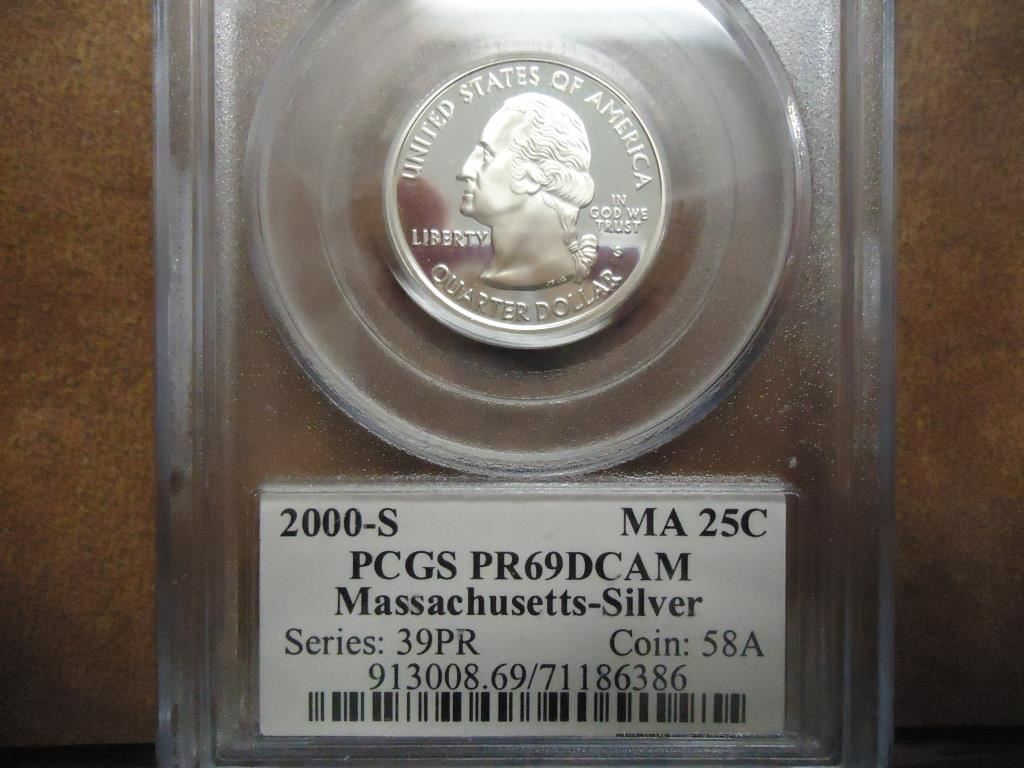 UNITED STATES OF AMERICA
LIBERTY
IN
GOD WE
TRUST
S
QUARTER DOLLAR
2000-S MA 25C
PCGS PR69DCAM
Massachusetts-Silver
Series: 39PR Coin: 58A
913008.69/71186386